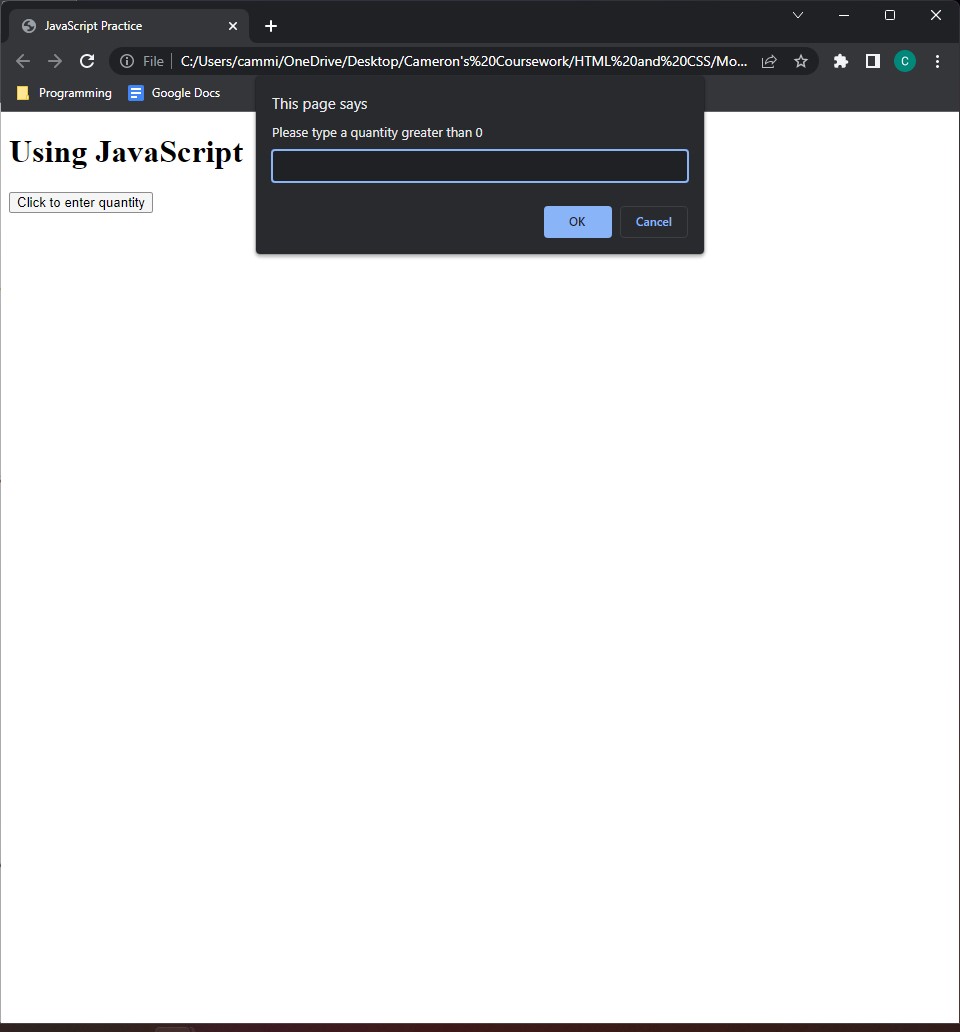 JavaScript Practice
File C:/Users/cammi/OneDrive/Desktop/Cameron's%20Coursework/HTML%20and%20CSS/Mo... C
Programming Google Docs
This page says
Please type a quantity greater than 0
OK Cancel
Using JavaScript
Click to enter quantity